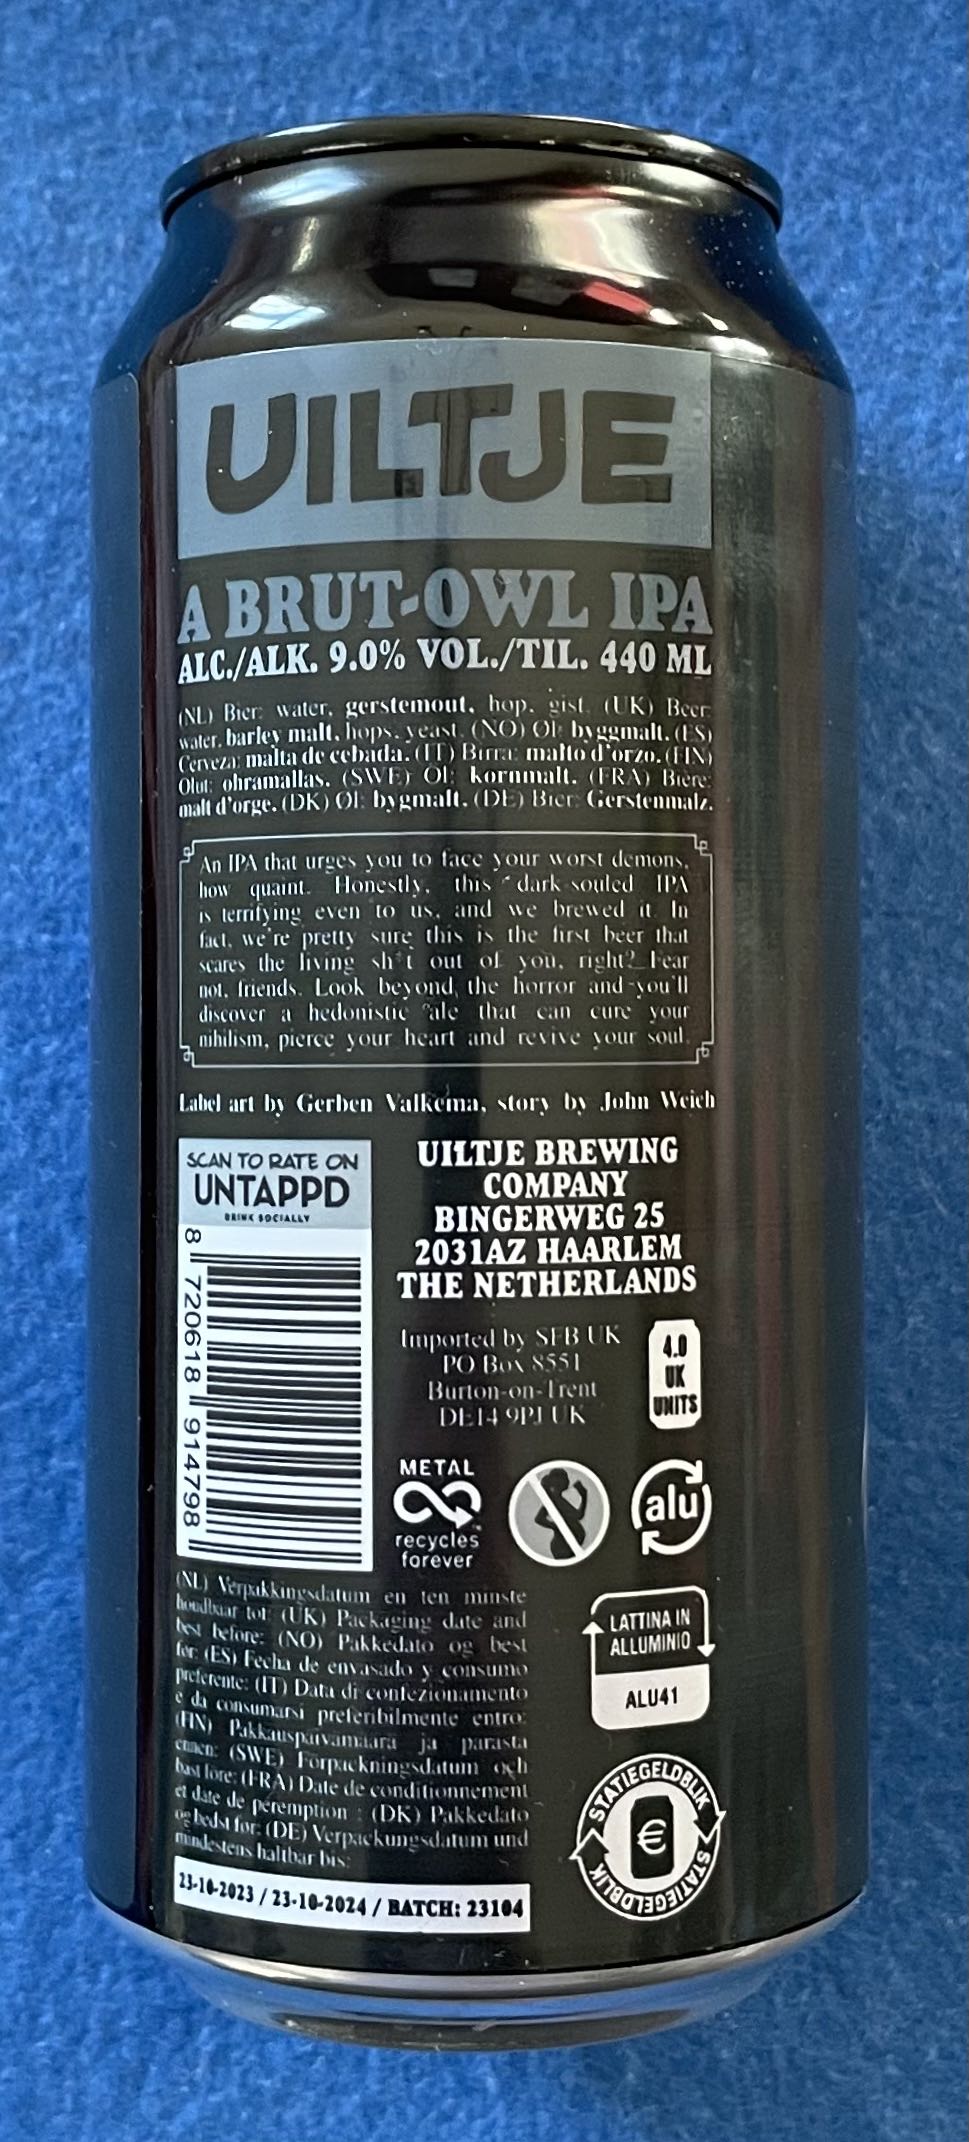 UILTJE
A BRUT-OWL IPA
ALC./ALK. 9.0% VOL./TIL. 440 ML
(NL) Bier: water, gerstemout, hop, gist. (UK) Beer:
water, barley malt, hops, yeast. (NO) Øl: byggmalt. (ES)
Cerveza: malta de cebada. (IT) Birra: malto d'orzo. (FIN)
Olut: ohramallas. (SWE) Öl: kornmalt. (FRA) Bière:
malt d'orge. (DK) Øl: bygmalt. (DE) Bier: Gerstenmalz.
An IPA that urges you to face your worst demons,
how quaint. Honestly, this dark-souled IPA
is terrifying even to us, and we brewed it. In
fact, we're pretty sure this is the first beer that
scares the living sh*t out of you, right? Fear
not, friends. Look beyond the horror and you'll
discover a hedonistic ale that can cure your
nihilism, pierce your heart and revive your soul.
Label art by Gerben Valkema, story by John Weich
SCAN TO RATE ON
UNTAPPD
DRINK SOCIALLY
8 720618 914798
UILTJE BREWING
COMPANY
BINGERWEG 25
2031AZ HAARLEM
THE NETHERLANDS
Imported by SFB UK
PO Box 8551
Burton-on-Trent
DE14 9PJ UK
4.0
UK
UNITS
METAL
recycles
forever
alu
(NL) Verpakkingsdatum en ten minste
houdbaar tot: (UK) Packaging date and
best before: (NO) Pakkedato og best
før: (ES) Fecha de envasado y consumo
preferente: (IT) Data di confezionamento
e da consumarsi preferibilmente entro:
(FIN) Pakkauspäivämäärä ja parasta
ennen: (SWE) Förpackningsdatum och
bäst före: (FRA) Date de conditionnement
et date de péremption : (DK) Pakkedato
og bedst før: (DE) Verpackungsdatum und
mindestens haltbar bis:
23-10-2023 / 23-10-2024 / BATCH: 23104
LATTINA IN
ALLUMINIO
ALU41
STATIEGELDBLIK
€
STATIEGELDBLIK